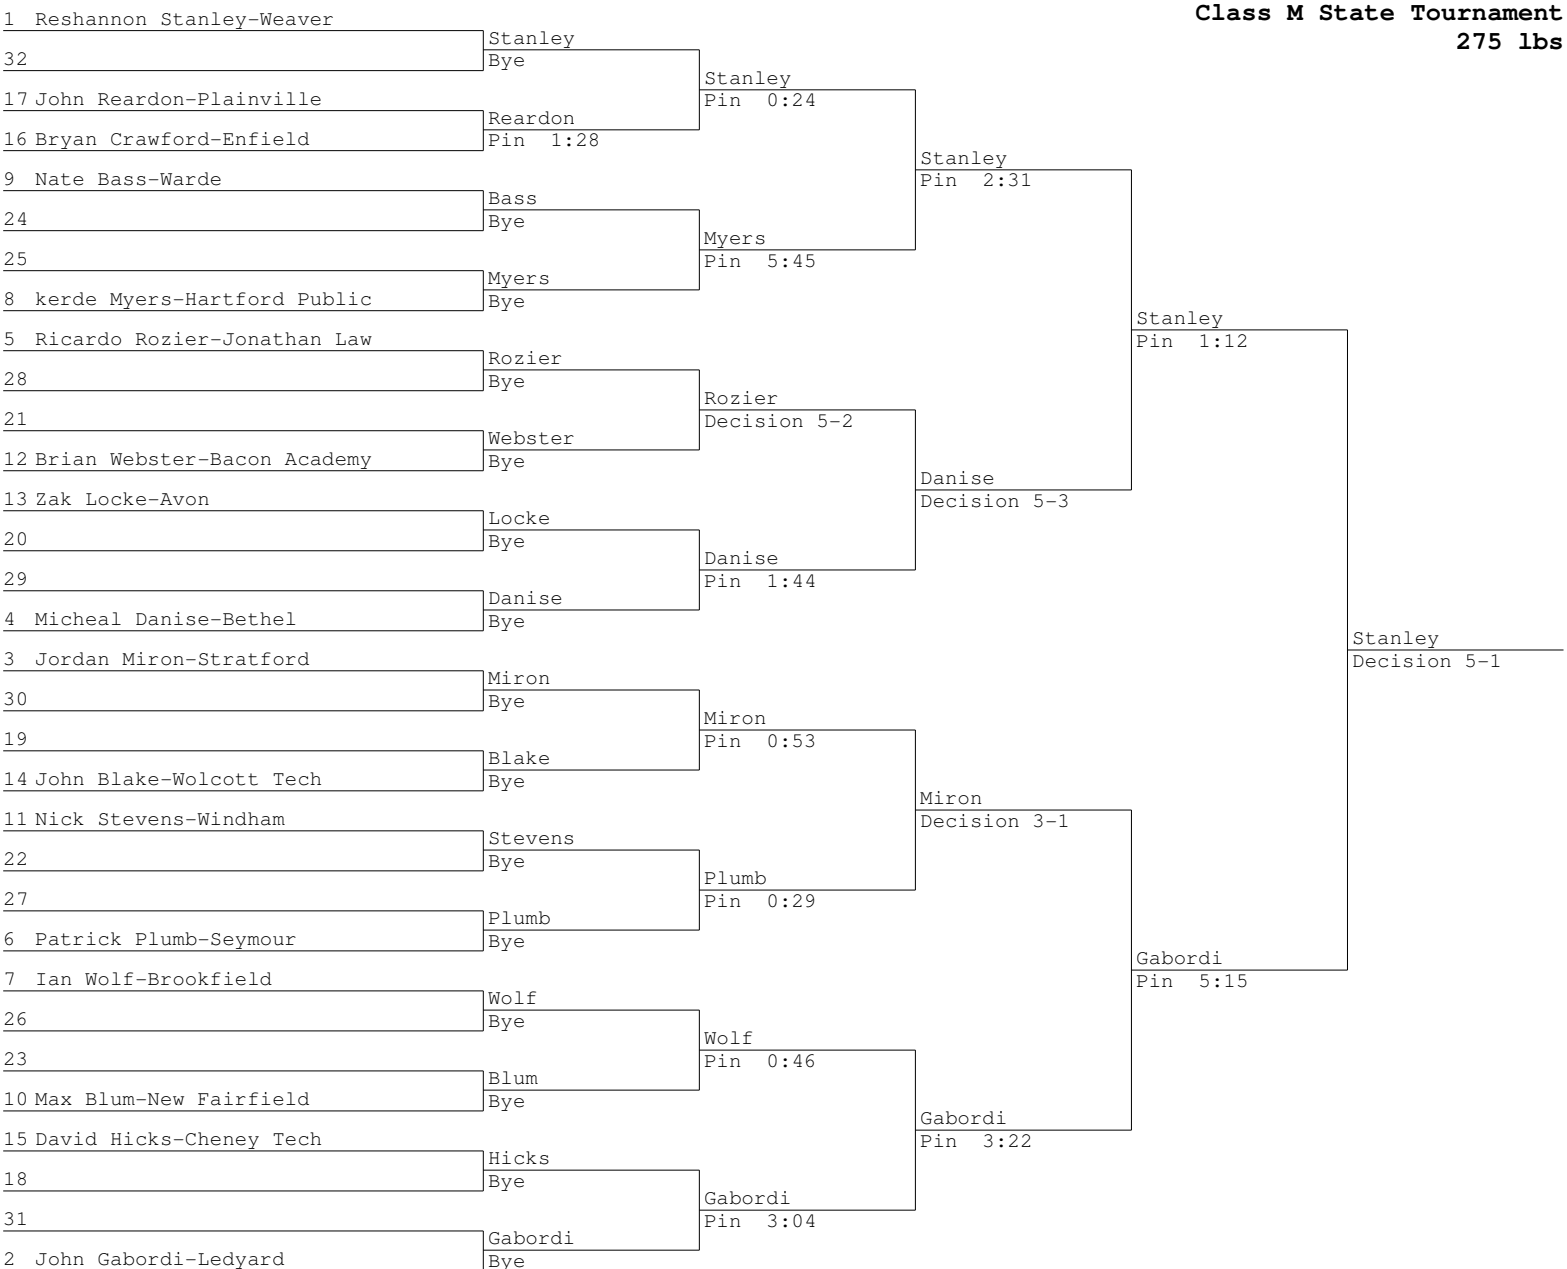 Class M State Tournament
275 lbs
1 Reshannon Stanley-Weaver
32
17 John Reardon-Plainville
16 Bryan Crawford-Enfield
9 Nate Bass-Warde
24
25
8 kerde Myers-Hartford Public
5 Ricardo Rozier-Jonathan Law
28
21
12 Brian Webster-Bacon Academy
13 Zak Locke-Avon
20
29
4 Micheal Danise-Bethel
3 Jordan Miron-Stratford
30
19
14 John Blake-Wolcott Tech
11 Nick Stevens-Windham
22
27
6 Patrick Plumb-Seymour
7 Ian Wolf-Brookfield
26
23
10 Max Blum-New Fairfield
15 David Hicks-Cheney Tech
18
31
2 John Gabordi-Ledyard
Stanley
Bye
Reardon
Pin 1:28
Bass
Bye
Myers
Bye
Rozier
Bye
Webster
Bye
Locke
Bye
Danise
Bye
Miron
Bye
Blake
Bye
Stevens
Bye
Plumb
Bye
Wolf
Bye
Blum
Bye
Hicks
Bye
Gabordi
Bye
Stanley
Pin 0:24
Myers
Pin 5:45
Rozier
Decision 5-2
Danise
Pin 1:44
Miron
Pin 0:53
Plumb
Pin 0:29
Wolf
Pin 0:46
Gabordi
Pin 3:04
Stanley
Pin 2:31
Danise
Decision 5-3
Miron
Decision 3-1
Gabordi
Pin 3:22
Stanley
Pin 1:12
Gabordi
Pin 5:15
Stanley
Decision 5-1